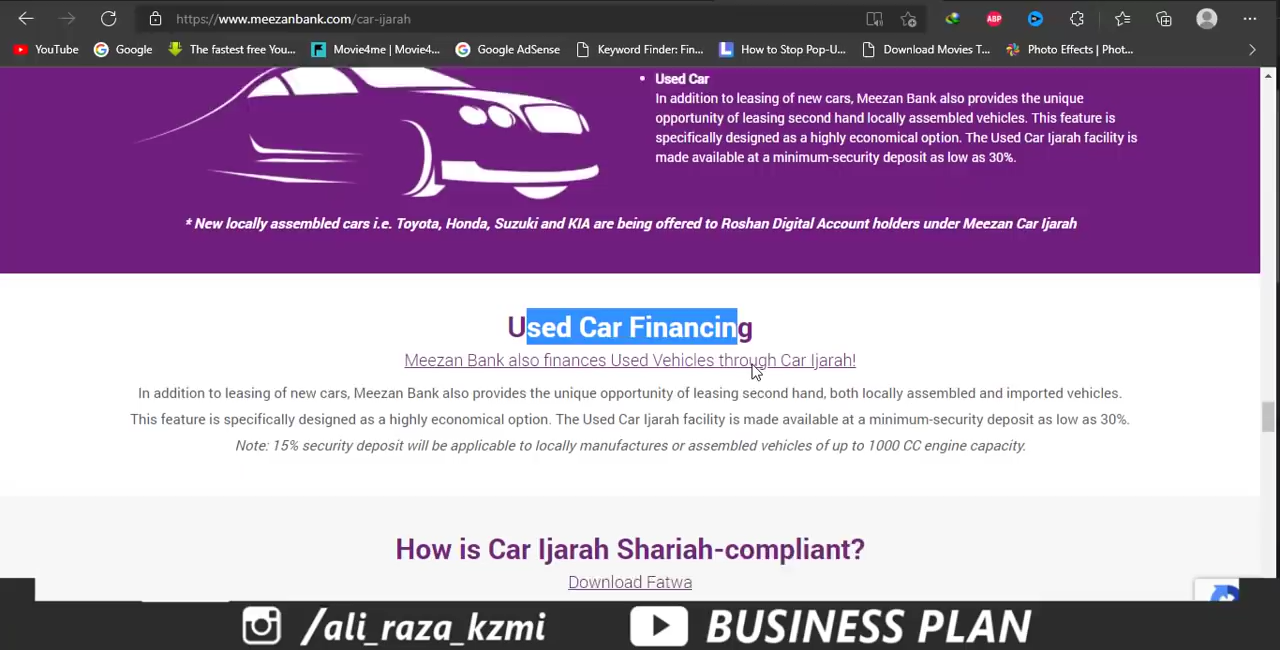 https://www.meezanbank.com/car-ijarah
ABP
YouTube
Google
The fastest free You...
Movie4me | Movie4...
Google AdSense
Keyword Finder: Fin...
How to Stop Pop-U...
Download Movies T...
Photo Effects | Phot...
• Used Car
In addition to leasing of new cars, Meezan Bank also provides the unique
opportunity of leasing second hand locally assembled vehicles. This feature is
specifically designed as a highly economical option. The Used Car Ijarah facility is
made available at a minimum-security deposit as low as 30%.
* New locally assembled cars i.e. Toyota, Honda, Suzuki and KIA are being offered to Roshan Digital Account holders under Meezan Car Ijarah
Used Car Financing
Meezan Bank also finances Used Vehicles through Car Ijarah!
In addition to leasing of new cars, Meezan Bank also provides the unique opportunity of leasing second hand, both locally assembled and imported vehicles.
This feature is specifically designed as a highly economical option. The Used Car Ijarah facility is made available at a minimum-security deposit as low as 30%.
Note: 15% security deposit will be applicable to locally manufactures or assembled vehicles of up to 1000 CC engine capacity.
How is Car Ijarah Shariah-compliant?
Download Fatwa
/ali_raza_kzmi
BUSINESS PLAN